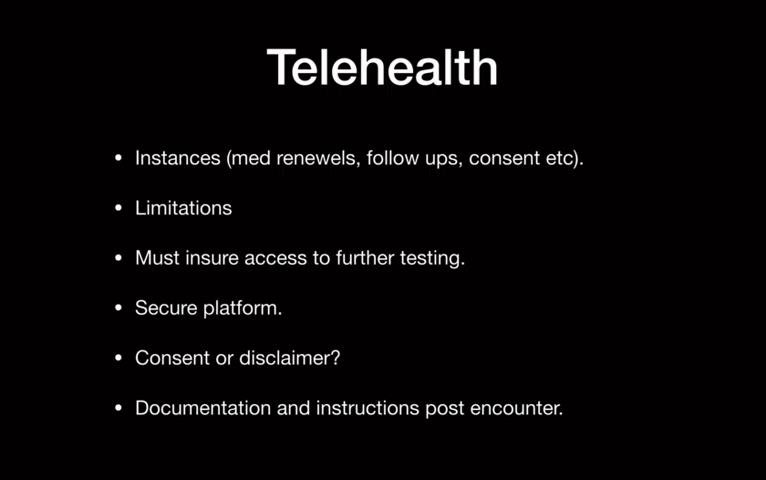 Telehealth
• Instances (med renewels, follow ups, consent etc).
• Limitations
• Must insure access to further testing.
• Secure platform.
• Consent or disclaimer?
• Documentation and instructions post encounter.